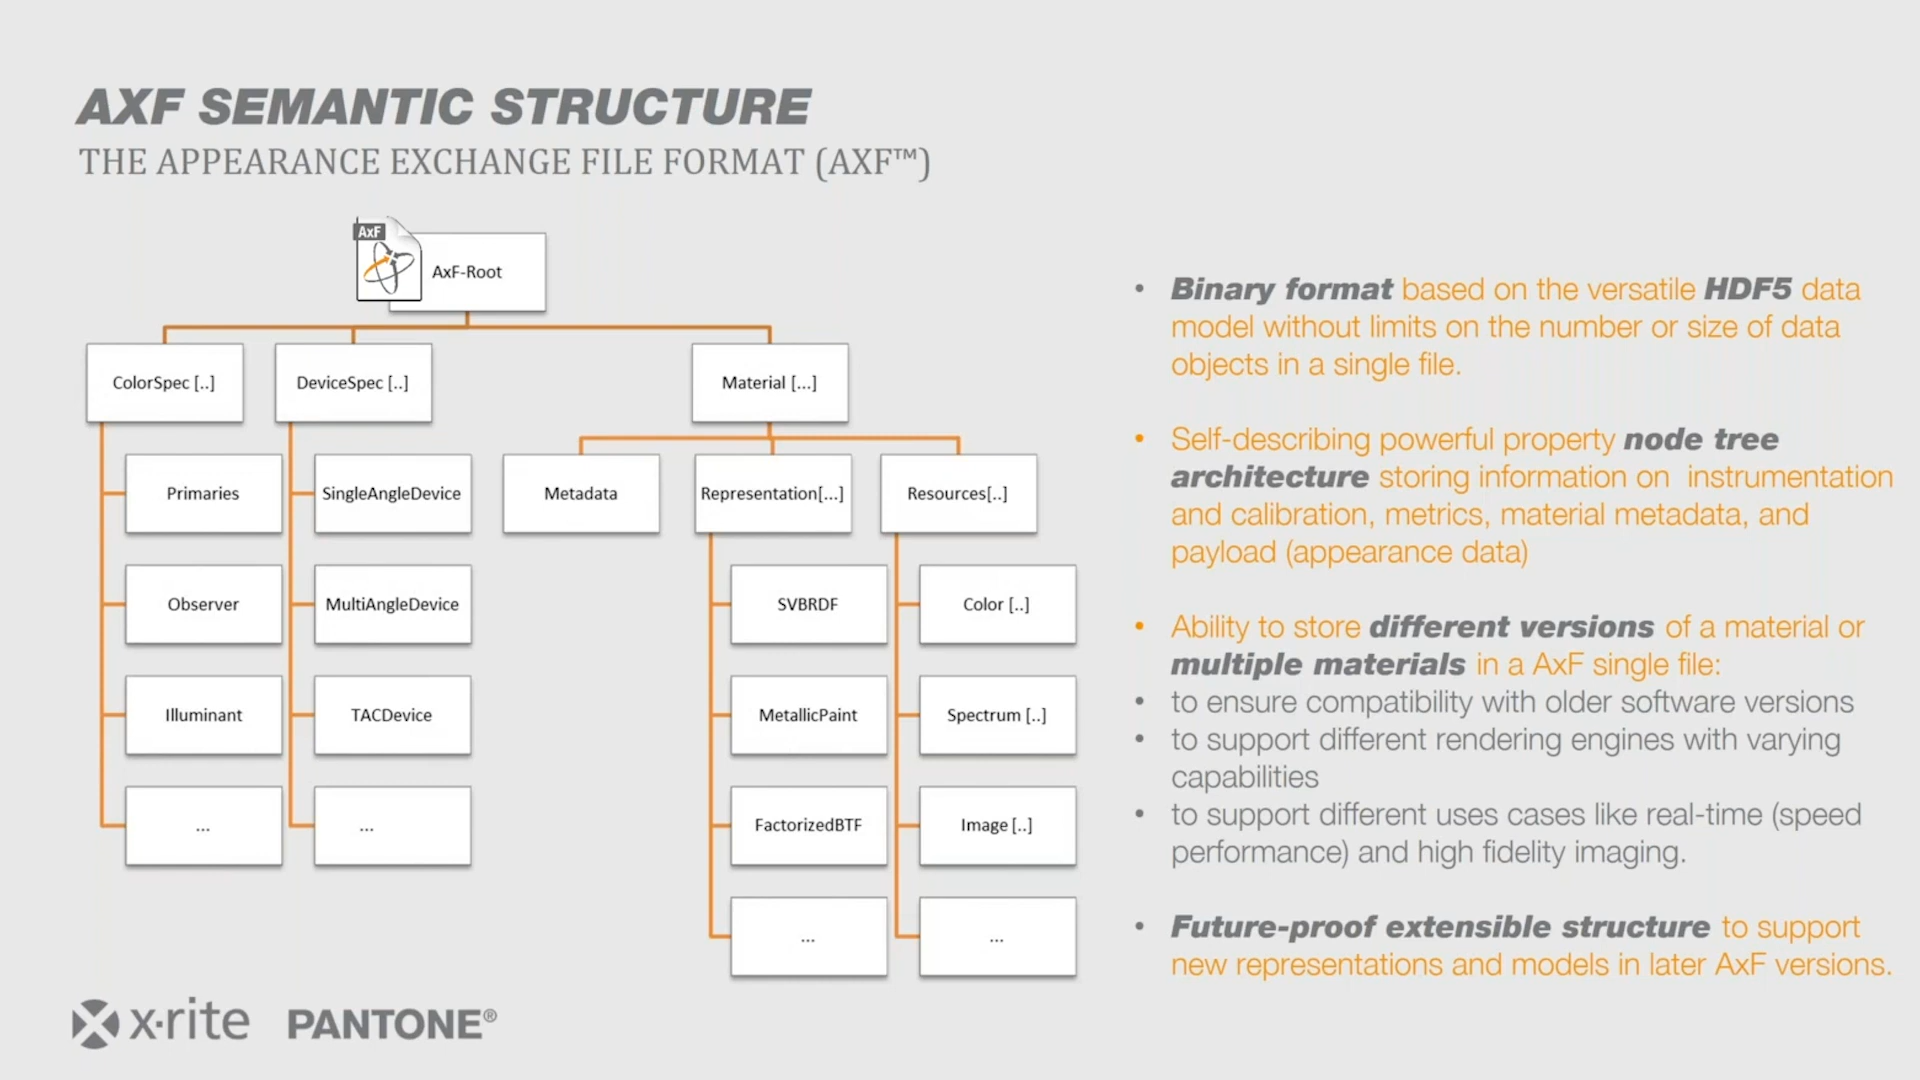 AXF SEMANTIC STRUCTURE
THE APPEARANCE EXCHANGE FILE FORMAT (AXF™)
AxF
AxF-Root
ColorSpec [..]
DeviceSpec [..]
Material [...]
Primaries
SingleAngleDevice
Metadata
Representation[...]
Resources[..]
Observer
MultiAngleDevice
SVBRDF
Color [..]
Illuminant
TACDevice
MetallicPaint
Spectrum [..]
...
...
FactorizedBTF
Image [..]
...
...
• Binary format based on the versatile HDF5 data
model without limits on the number or size of data
objects in a single file.
• Self-describing powerful property node tree
architecture storing information on instrumentation
and calibration, metrics, material metadata, and
payload (appearance data)
• Ability to store different versions of a material or
multiple materials in a AxF single file:
• to ensure compatibility with older software versions
• to support different rendering engines with varying
capabilities
• to support different uses cases like real-time (speed
performance) and high fidelity imaging.
• Future-proof extensible structure to support
new representations and models in later AxF versions.
x·rite PANTONE®